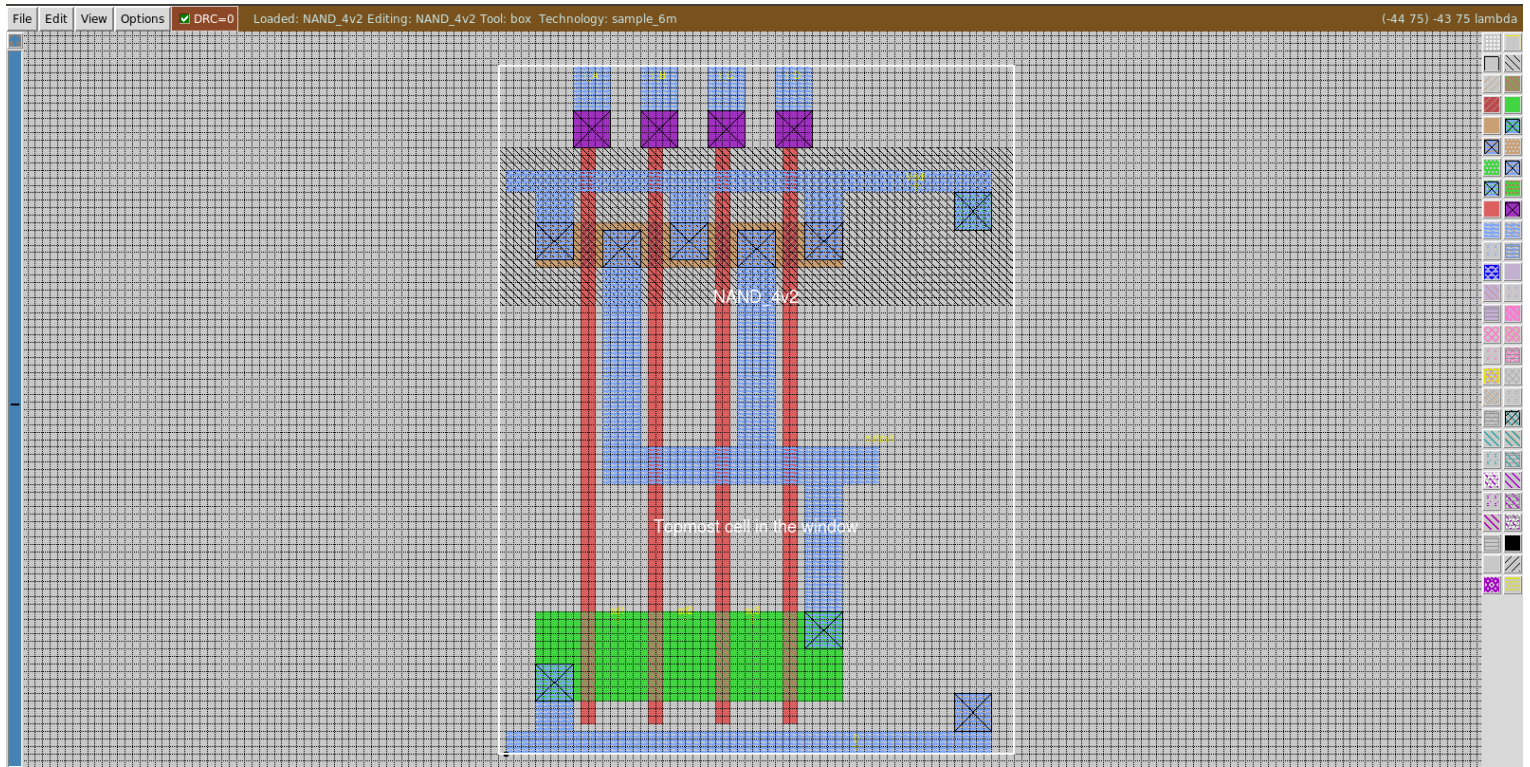 File Edit View Options DRC=0 Loaded: NAND_4v2 Editing: NAND_4v2 Tool: box Technology: sample_6m (-44 75) -43 75 lambda
NAND_4v2
Topmost cell in the window